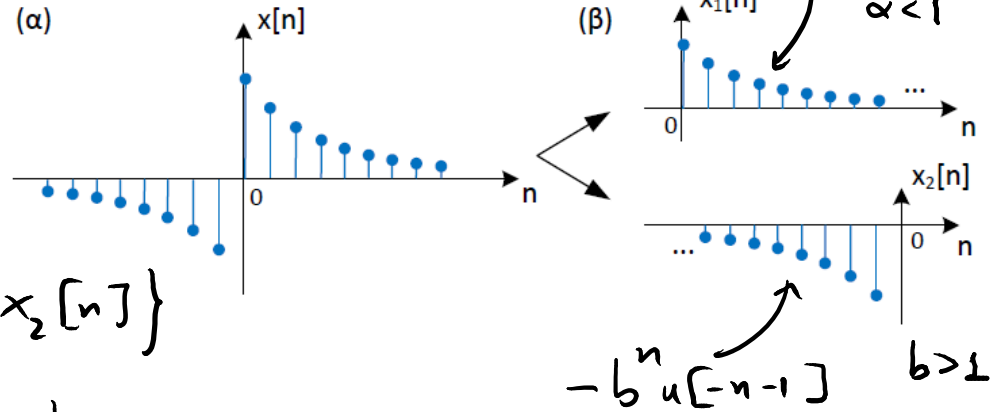 (α)
x[n]
0
n
x₂[n]}
(β)
x₁[n]
α<1
...
0
n
x₂[n]
0
n
...
-bⁿu[-n-1]
b>1